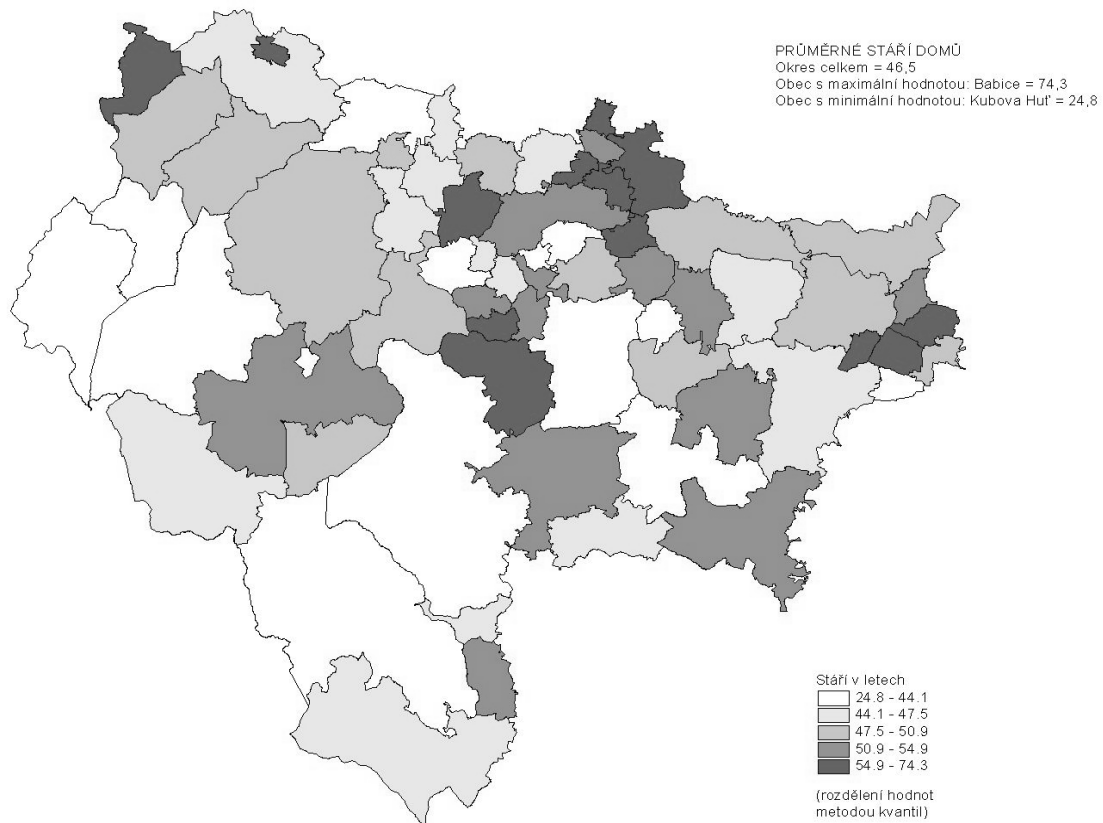 PRŮMĚRNÉ STÁŘÍ DOMŮ
Okres celkem = 46,5
Obec s maximální hodnotou: Babice = 74,3
Obec s minimální hodnotou: Kubova Huť = 24,8
Stáří v letech
24.8 - 44.1
44.1 - 47.5
47.5 - 50.9
50.9 - 54.9
54.9 - 74.3
(rozdělení hodnot
metodou kvantil)